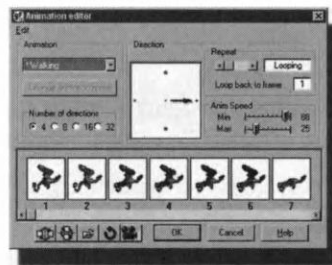 Animation editor
Edit
Animation
Direction
Repeat
Walking
Looping
Loop back to frame 1
Number of directions
4 8 16 32
Anim Speed
Min 88
Max 25
1 2 3 4 5 6 7
OK Cancel Help